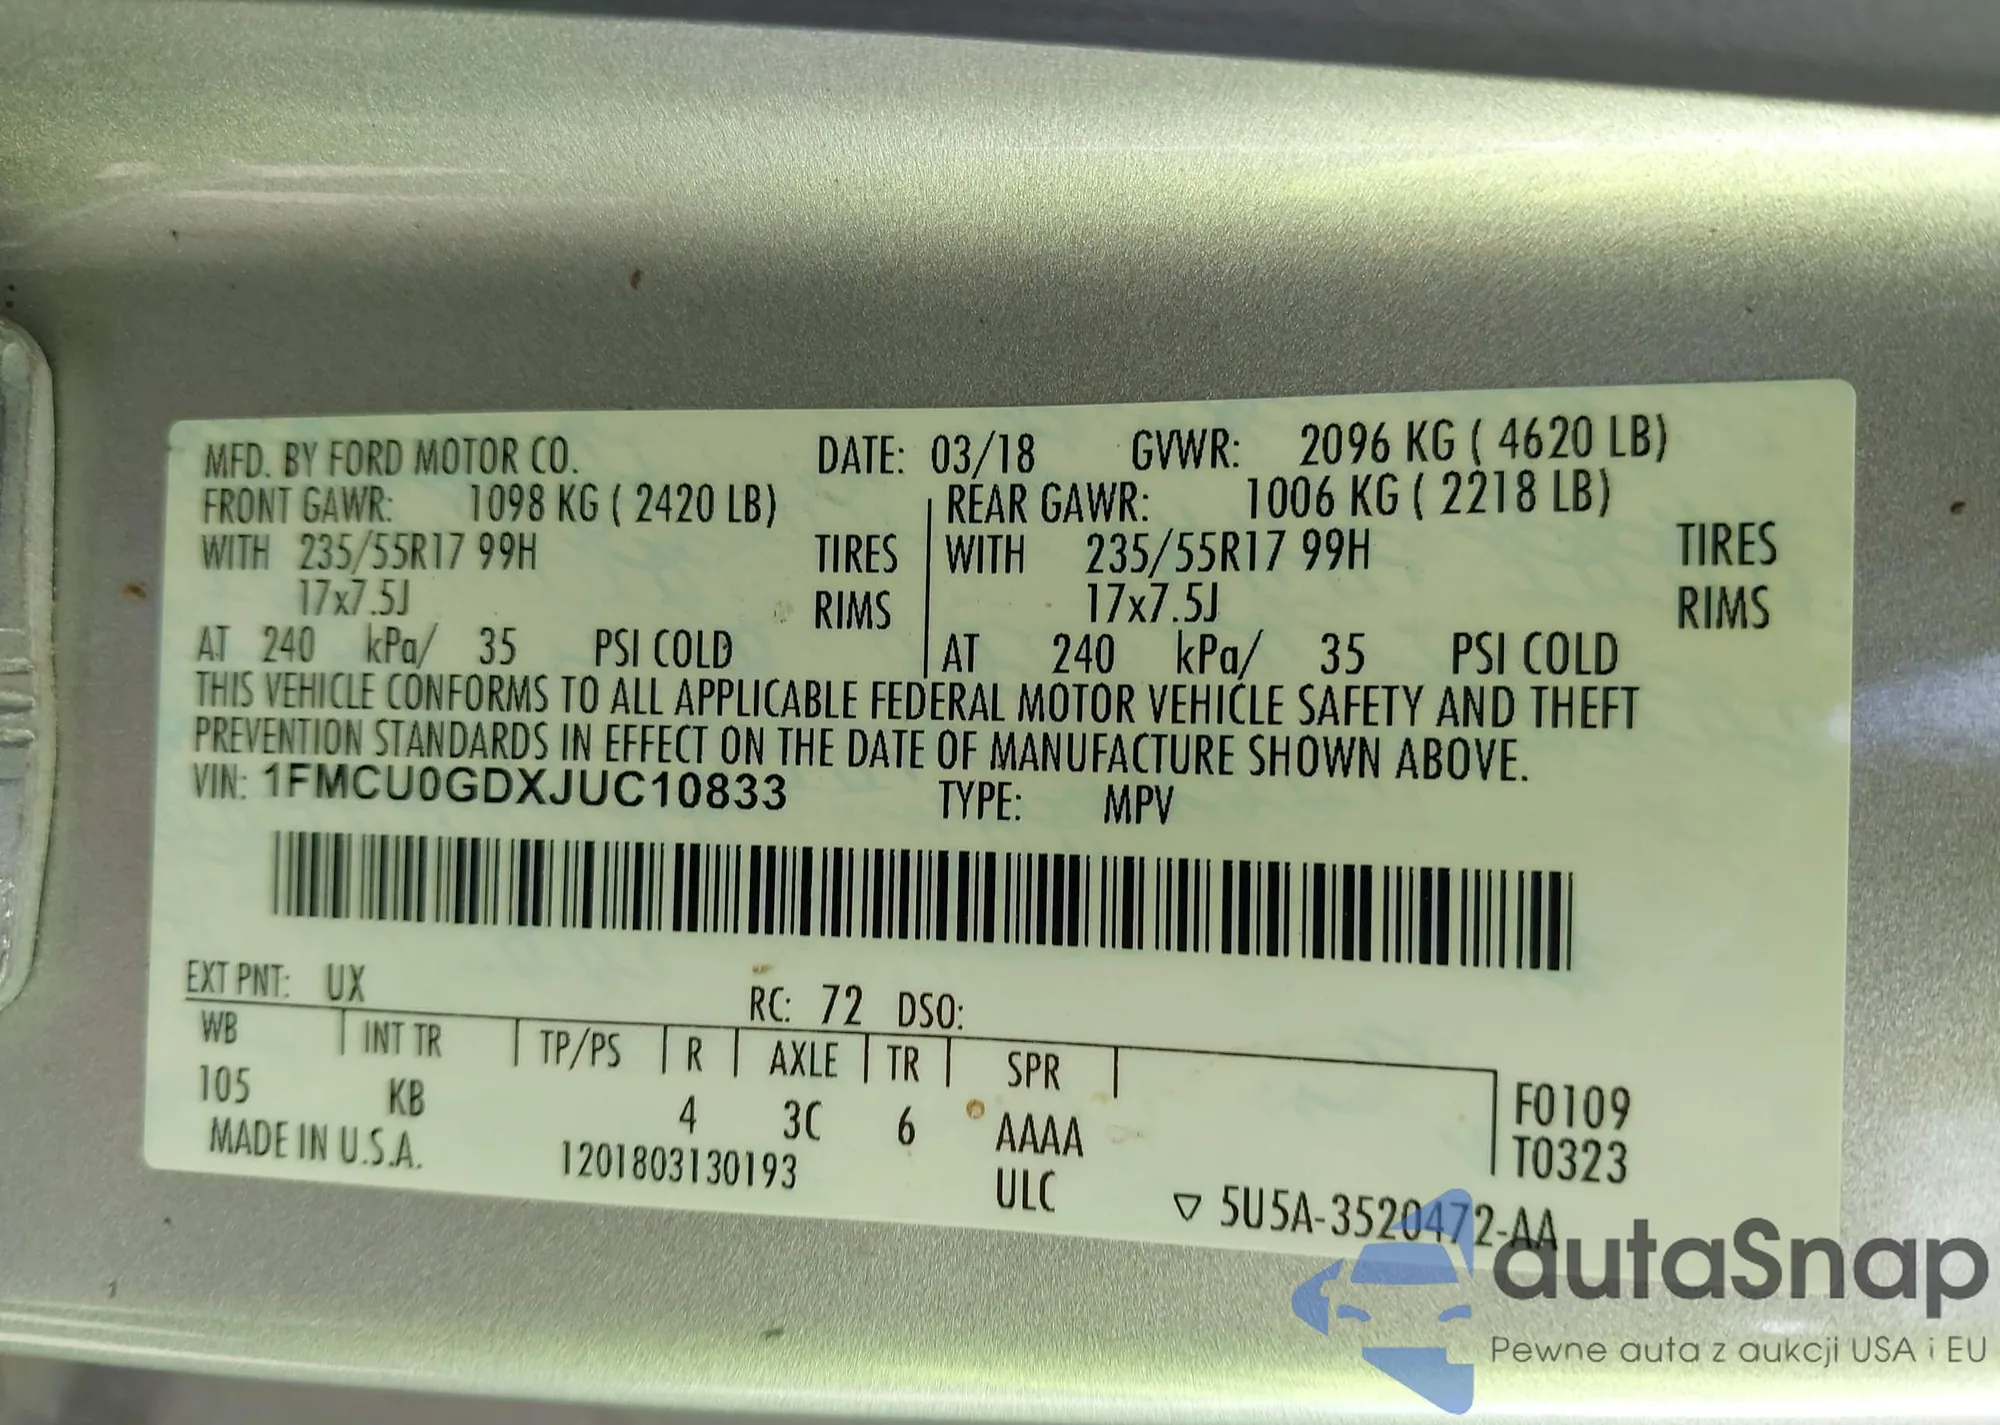 MFD. BY FORD MOTOR CO. DATE: 03/18 GVWR: 2096 KG ( 4620 LB)
FRONT GAWR: 1098 KG ( 2420 LB) REAR GAWR: 1006 KG ( 2218 LB)
WITH 235/55R17 99H TIRES WITH 235/55R17 99H TIRES
17x7.5J RIMS 17x7.5J RIMS
AT 240 kPa/ 35 PSI COLD AT 240 kPa/ 35 PSI COLD
THIS VEHICLE CONFORMS TO ALL APPLICABLE FEDERAL MOTOR VEHICLE SAFETY AND THEFT
PREVENTION STANDARDS IN EFFECT ON THE DATE OF MANUFACTURE SHOWN ABOVE.
VIN: 1FMCU0GDXJUC10833 TYPE: MPV
EXT PNT: UX RC: 72 DSO:
WB INT TR TP/PS R AXLE TR SPR
105 KB 4 3C 6 AAAA F0109
MADE IN U.S.A. 1201803130193 ULC T0323
▽ 5U5A-3520472-AA
autaSnap
Pewne auta z aukcji USA i EU